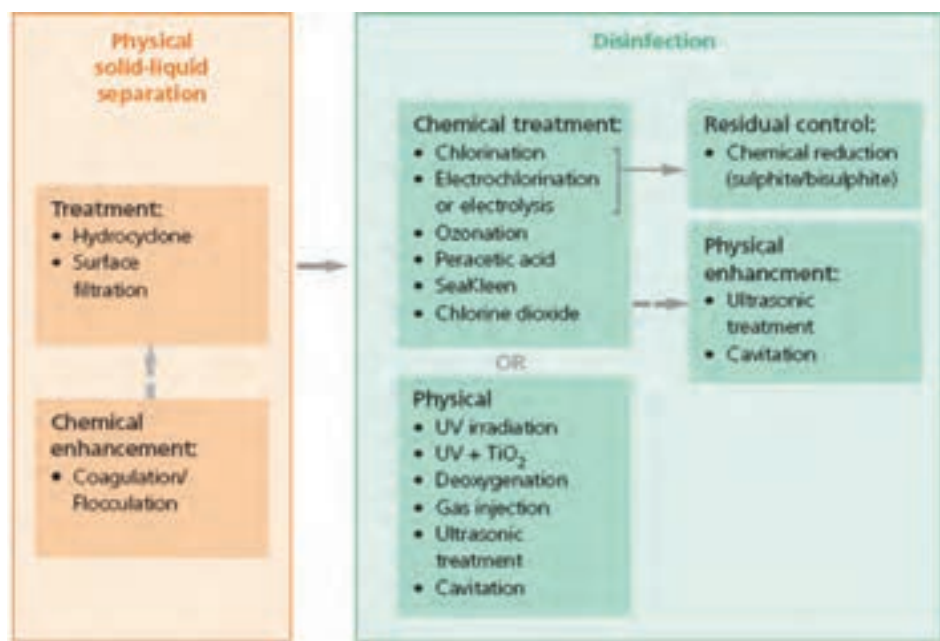 Physical
solid-liquid
separation
Treatment:
• Hydrocyclone
• Surface
filtration
Chemical
enhancement:
• Coagulation/
Flocculation
Disinfection
Chemical treatment:
• Chlorination
• Electrochlorination
or electrolysis
• Ozonation
• Peracetic acid
• SeaKleen
• Chlorine dioxide
OR
Physical
• UV irradiation
• UV + TiO₂
• Deoxygenation
• Gas injection
• Ultrasonic
treatment
• Cavitation
Residual control:
• Chemical reduction
(sulphite/bisulphite)
Physical
enhancment:
• Ultrasonic
treatment
• Cavitation